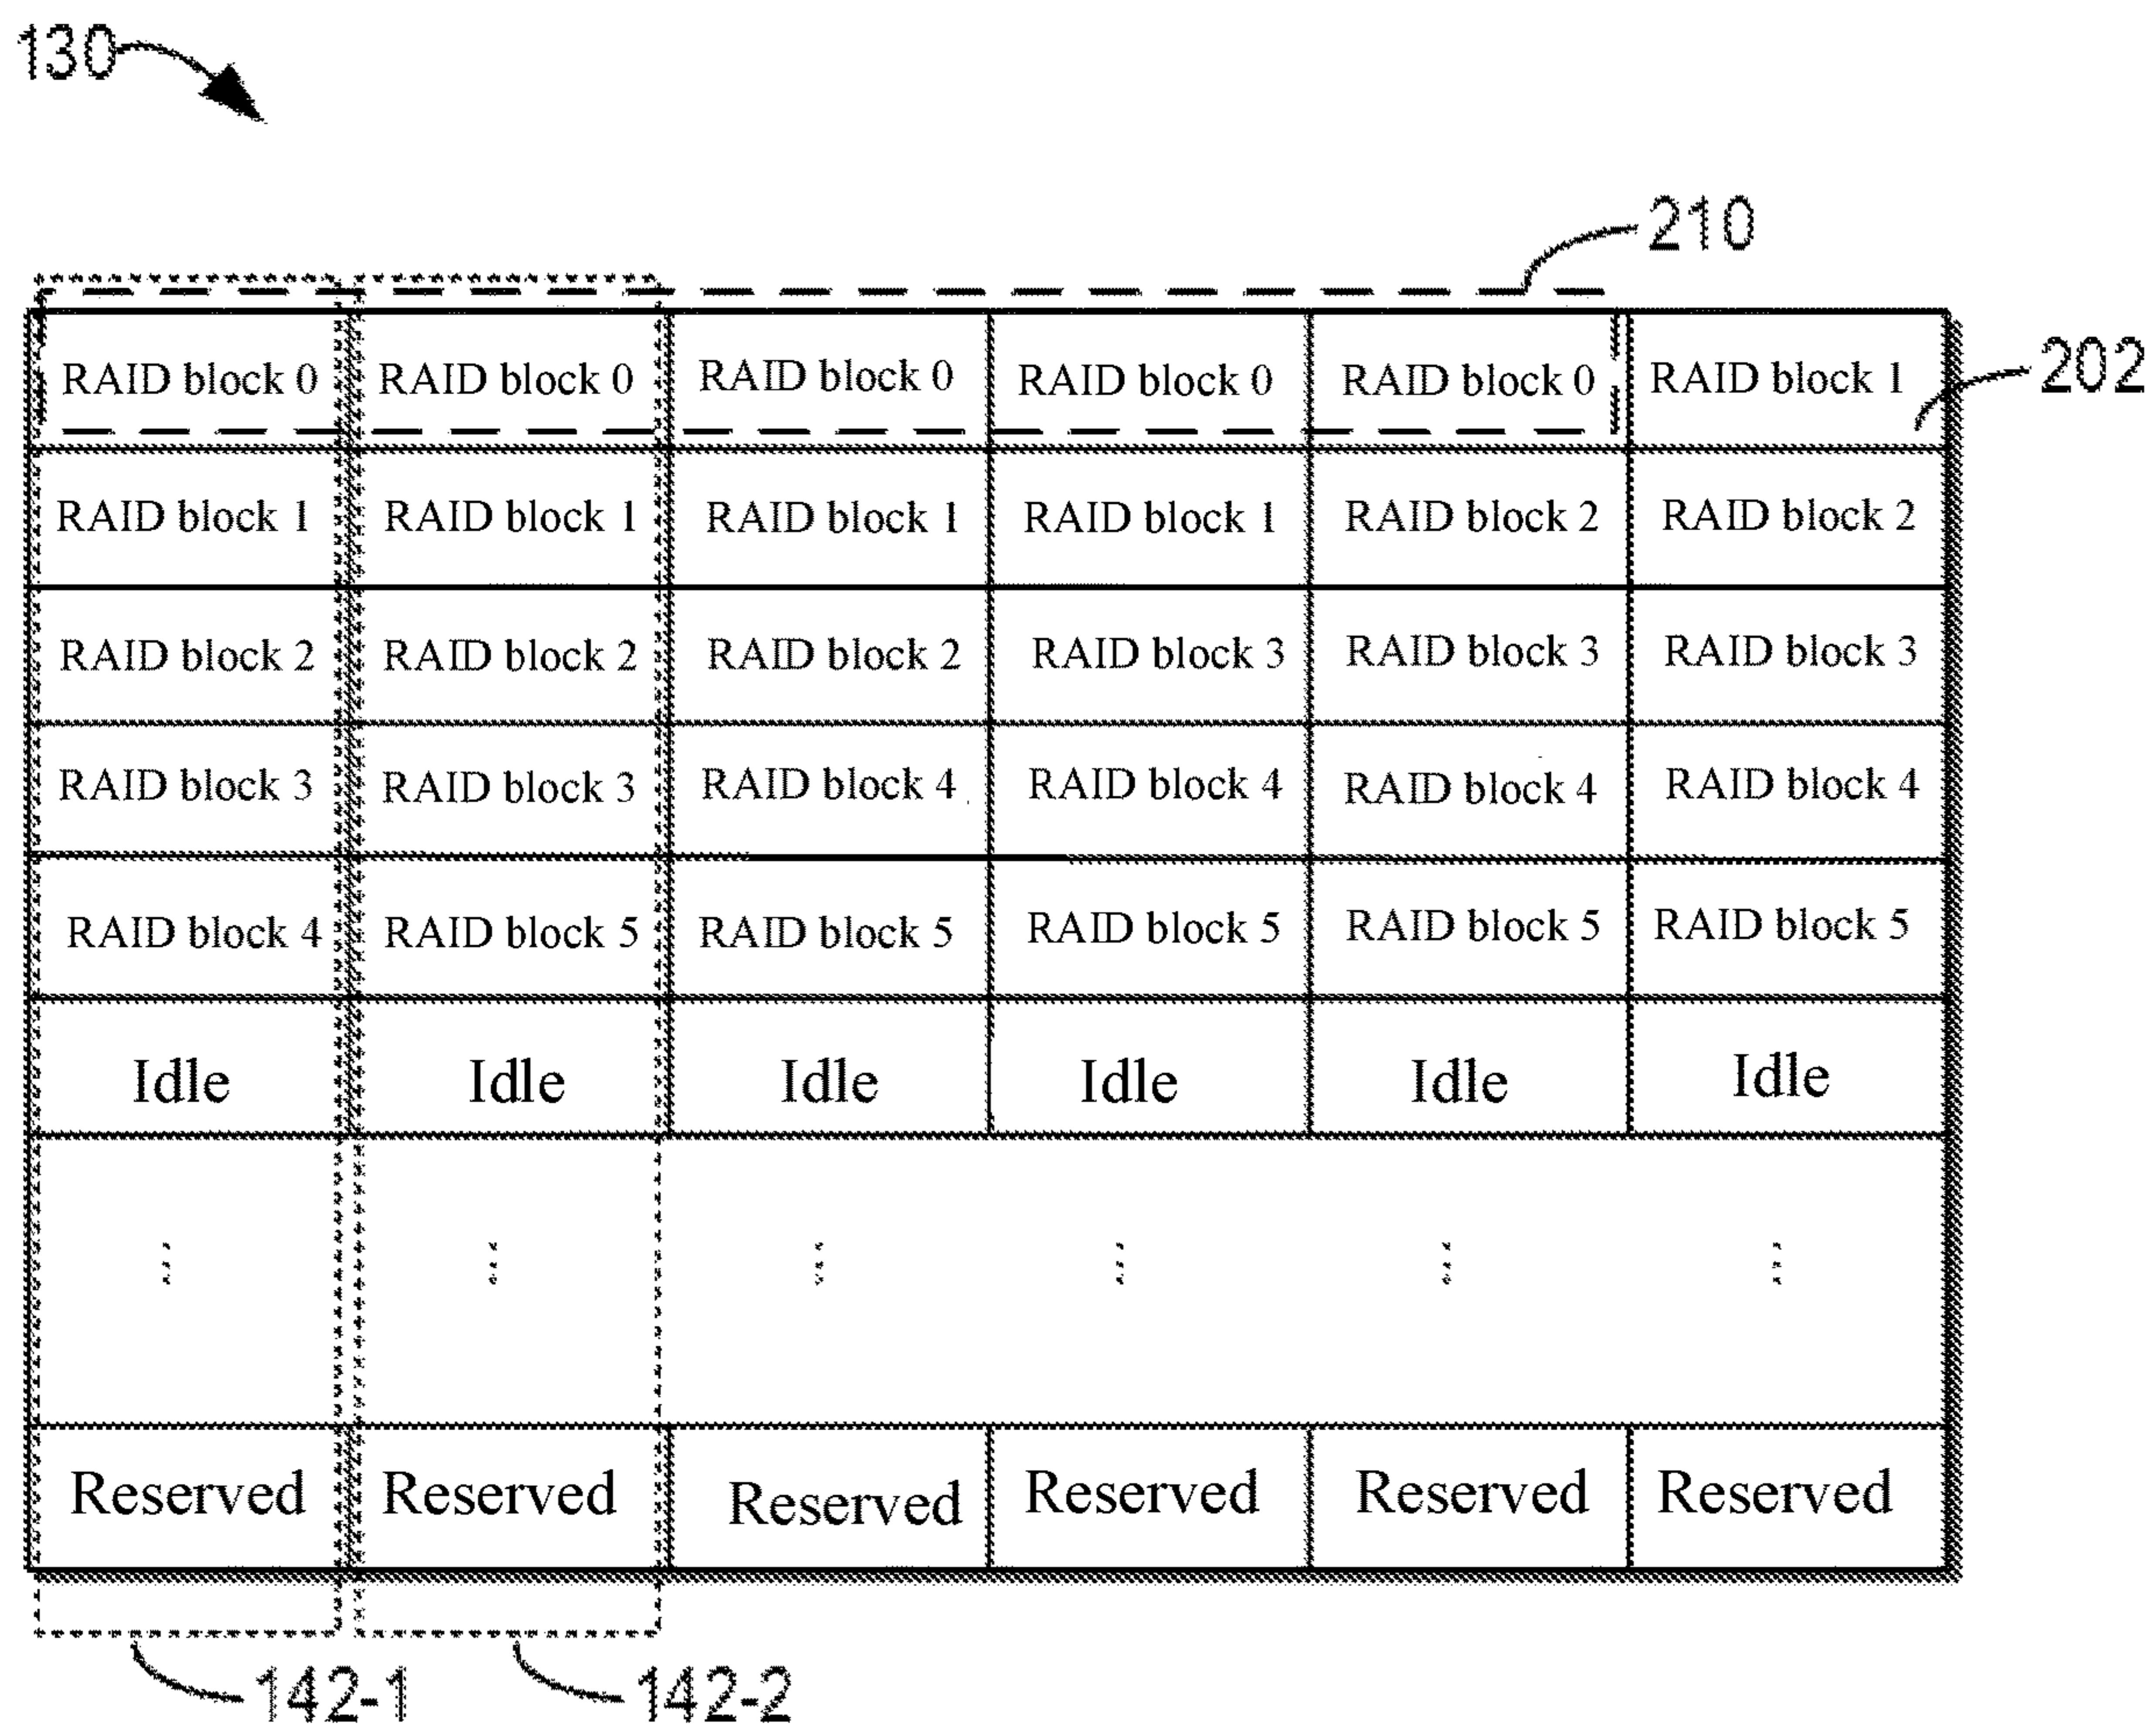 130
210
RAID block 0 RAID block 0 RAID block 0 RAID block 0 RAID block 0 RAID block 1
202
RAID block 1 RAID block 1 RAID block 1 RAID block 1 RAID block 2 RAID block 2
RAID block 2 RAID block 2 RAID block 2 RAID block 3 RAID block 3 RAID block 3
RAID block 3 RAID block 3 RAID block 4 RAID block 4 RAID block 4 RAID block 4
RAID block 4 RAID block 5 RAID block 5 RAID block 5 RAID block 5 RAID block 5
Idle Idle Idle Idle Idle Idle
Reserved Reserved Reserved Reserved Reserved Reserved
142-1 142-2